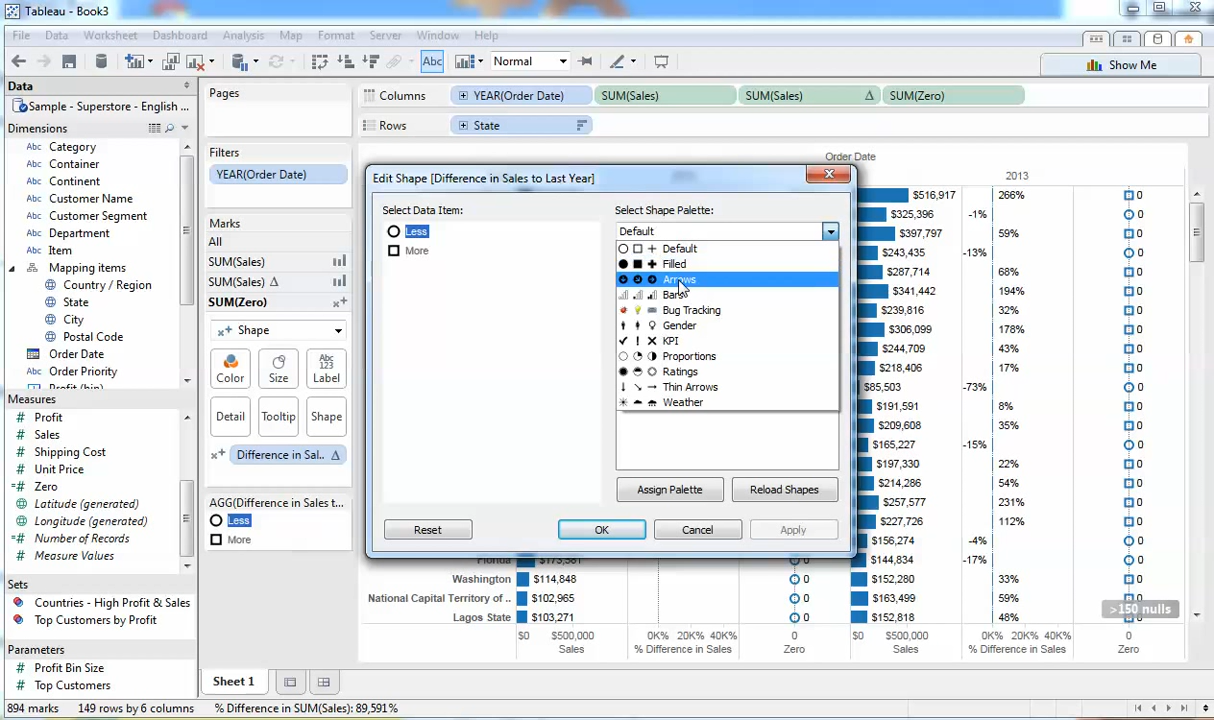 Tableau - Book3
File Data Worksheet Dashboard Analysis Map Format Server Window Help
Abc Normal Show Me
Data
Sample - Superstore - English ...
Dimensions
Abc Category
Abc Container
Abc Continent
Abc Customer Name
Abc Customer Segment
Abc Department
Abc Item
Mapping items
Country / Region
State
City
Postal Code
Order Date
Abc Order Priority
Profit (bin)
Measures
# Profit
# Sales
# Shipping Cost
# Unit Price
# Zero
Latitude (generated)
Longitude (generated)
# Number of Records
# Measure Values
Sets
Countries - High Profit & Sales
Top Customers by Profit
Parameters
# Profit Bin Size
# Top Customers
Pages
Filters
YEAR(Order Date)
Marks
All
SUM(Sales)
SUM(Sales) Δ
SUM(Zero)
Shape
Color Size Abc 123 Label
Detail Tooltip Shape
Difference in Sal.. Δ
AGG(Difference in Sales t...
Less
More
Columns YEAR(Order Date) SUM(Sales) SUM(Sales) Δ SUM(Zero)
Rows State
Order Date
2013
Edit Shape [Difference in Sales to Last Year]
Select Data Item:
Less
More
Select Shape Palette:
Default
Default
Filled
Arrows
Bars
Bug Tracking
Gender
KPI
Proportions
Ratings
Thin Arrows
Weather
Assign Palette Reload Shapes
Reset OK Cancel Apply
$516,917 266% 0
$325,396 -1% 0
$397,797 59% 0
$243,435 -13% 0
$287,714 68% 0
$341,442 194% 0
$239,216 32% 0
$306,099 178% 0
$244,709 43% 0
$218,406 17% 0
$85,503 -73% 0
$191,591 8% 0
$209,608 35% 0
$165,227 -15% 0
$197,330 22% 0
$214,286 54% 0
$257,577 231% 0
$227,726 112% 0
$156,274 -4% 0
Florida $173,581 0 $144,834 -17% 0
Washington $114,848 0 $152,280 33% 0
National Capital Territory of .. $102,965 0 $163,499 59% 0
Lagos State $103,271 0 $152,818 48% 0
>150 nulls
$0 $500,000 0K% 20K% 40K% 0 $0 $500,000 0K% 20K% 40K% 0
Sales % Difference in Sales Zero Sales % Difference in Sales Zero
Sheet 1
894 marks 149 rows by 6 columns % Difference in SUM(Sales): 89,591%